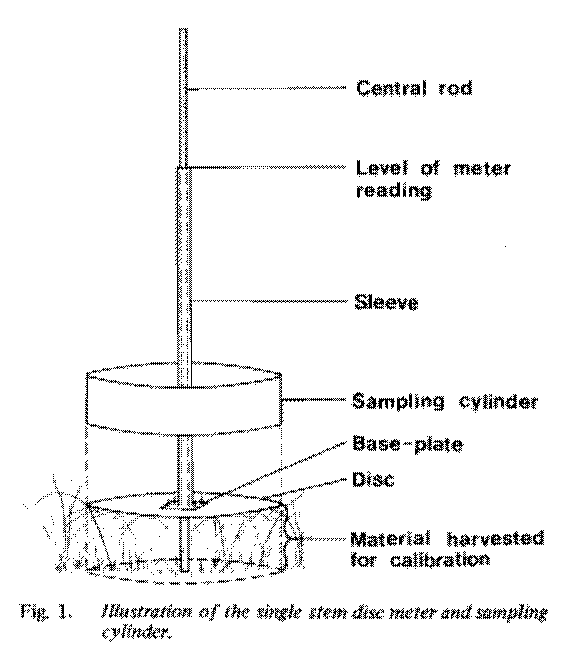 Central rod
Level of meter
reading
Sleeve
Sampling cylinder
Base-plate
Disc
Material harvested
for calibration
Fig. 1. Illustration of the single stem disc meter and sampling
cylinder.